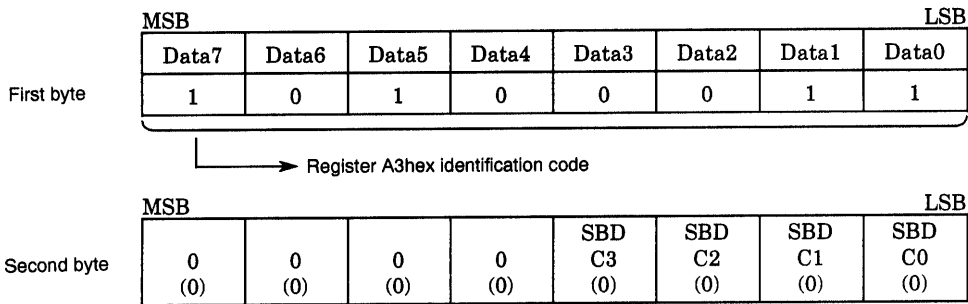 MSB LSB
Data7 Data6 Data5 Data4 Data3 Data2 Data1 Data0
First byte 1 0 1 0 0 0 1 1
Register A3hex identification code
MSB LSB
SBD SBD SBD SBD
Second byte 0 0 0 0 C3 C2 C1 C0
(0) (0) (0) (0) (0) (0) (0) (0)